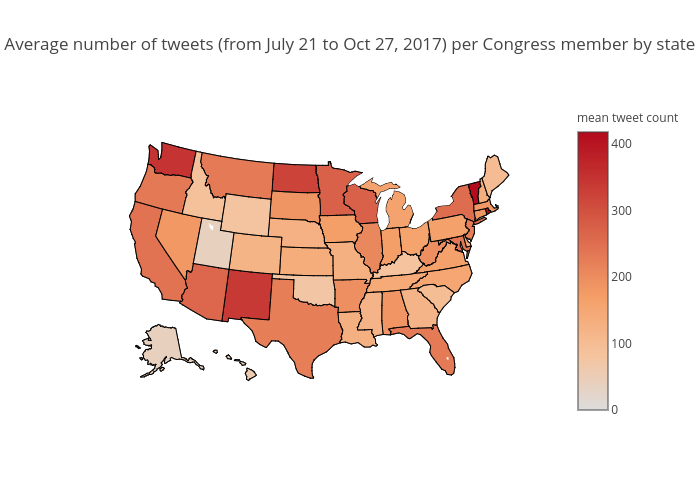 Average number of tweets (from July 21 to Oct 27, 2017) per Congress member by state
mean tweet count
400
300
200
100
0